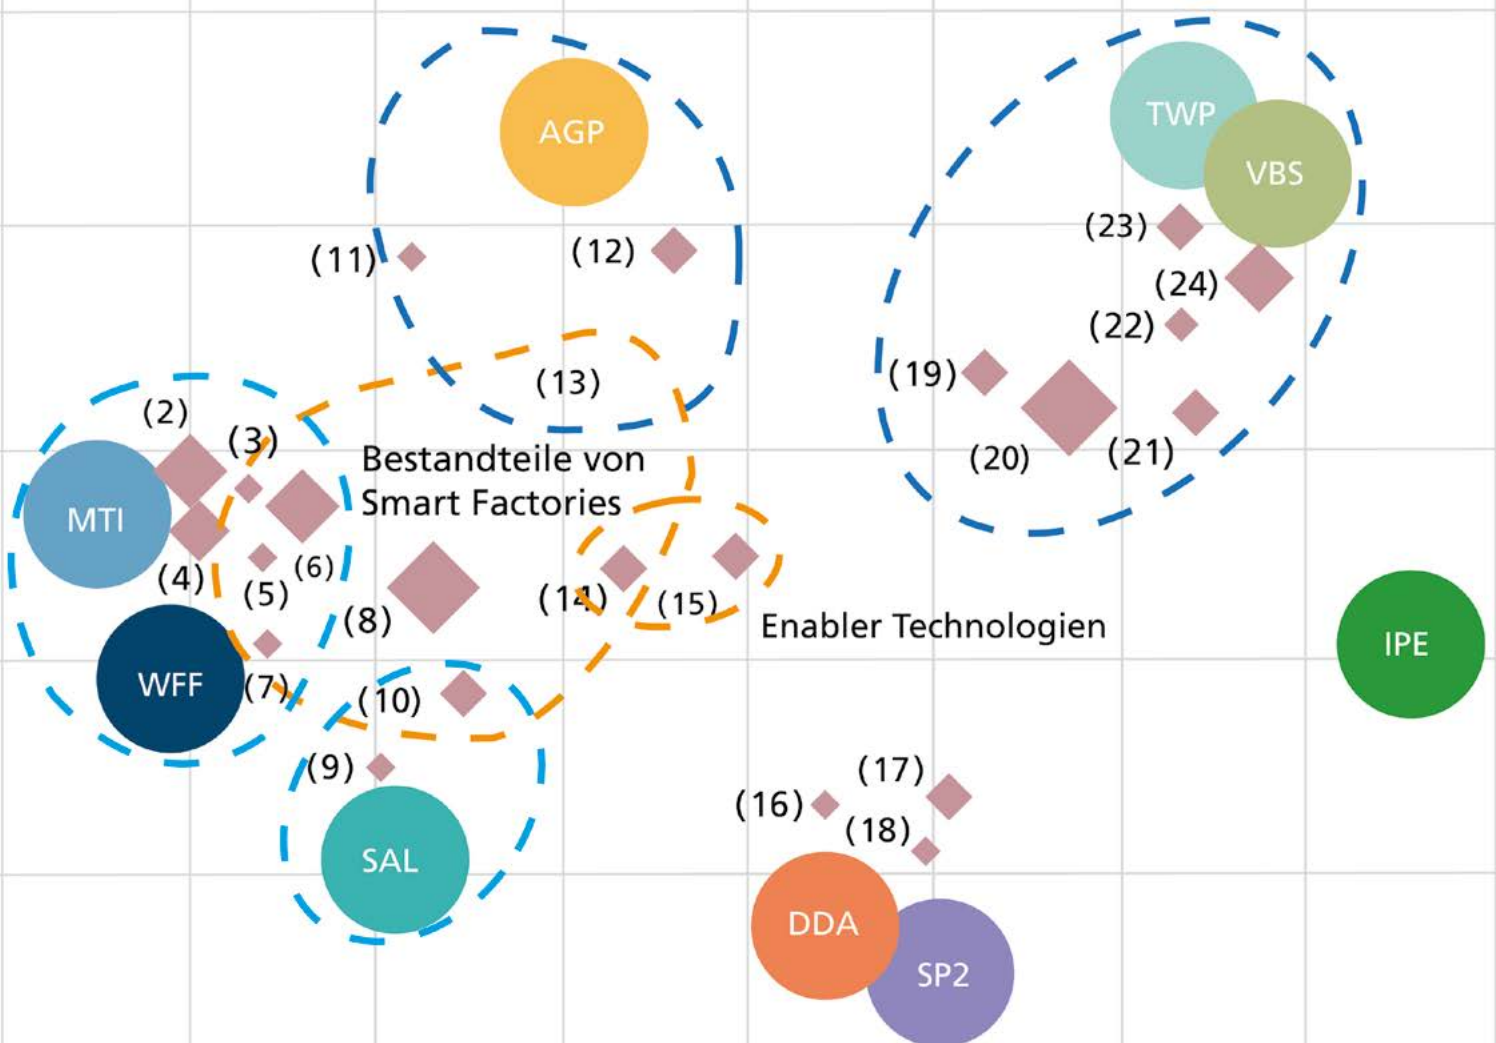 TWP
AGP
VBS
(23)
(11)
(12)
(24)
(22)
(19)
(13)
(2)
(3)
(20)
(21)
Bestandteile von
Smart Factories
MTI
(6)
(4)
(5)
(14)
(15)
(8)
Enabler Technologien
IPE
WFF
(7)
(10)
(9)
(17)
(16)
(18)
SAL
DDA
SP2